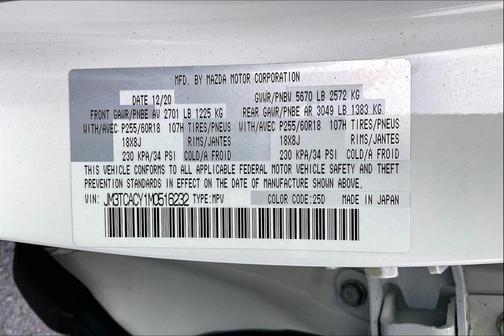 MFD. BY MAZDA MOTOR CORPORATION
DATE 12/20 GVWR/PNBV 5670 LB 2572 KG
FRONT GAWR/PNBE AV 2701 LB 1225 KG REAR GAWR/PNBE AR 3049 LB 1383 KG
WITH/AVEC P255/60R18 107H TIRES/PNEUS WITH/AVEC P255/60R18 107H TIRES/PNEUS
18X8J RIMS/JANTES 18X8J RIMS/JANTES
230 KPA/34 PSI COLD/A FROID 230 KPA/34 PSI COLD/A FROID
THIS VEHICLE CONFORMS TO ALL APPLICABLE FEDERAL MOTOR VEHICLE SAFETY AND THEFT
PREVENTION STANDARDS IN EFFECT ON THE DATE OF MANUFACTURE SHOWN ABOVE.
VIN: JM3TCACY1M0516232 TYPE:MPV COLOR CODE:25D MADE IN JAPAN